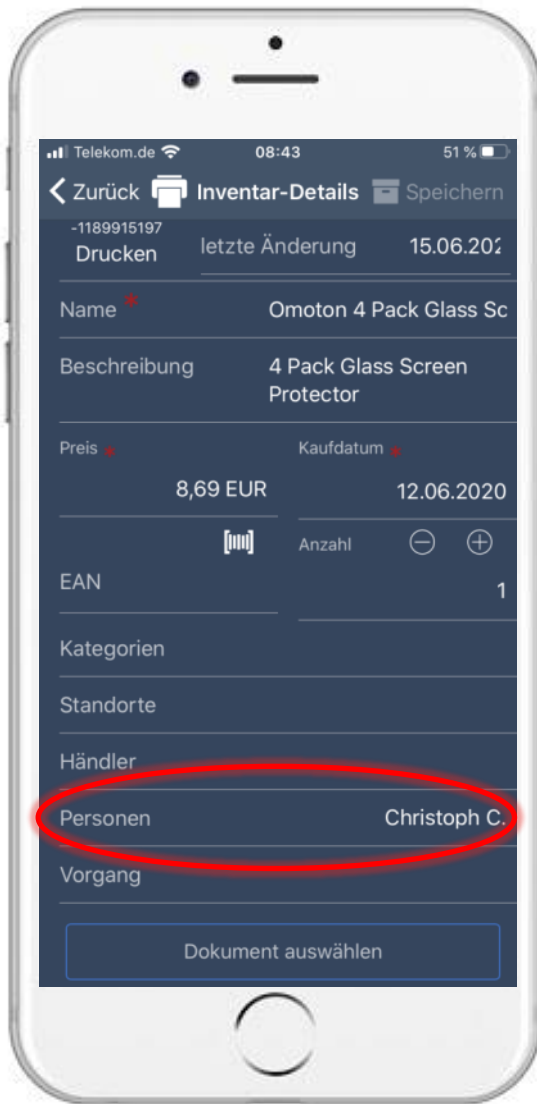 Telekom.de 08:43 51 %
Zurück Inventar-Details Speichern
-1189915197
Drucken letzte Änderung 15.06.202
Name * Omoton 4 Pack Glass Sc
Beschreibung 4 Pack Glass Screen
Protector
Preis * Kaufdatum *
8,69 EUR 12.06.2020
Anzahl
EAN 1
Kategorien
Standorte
Händler
Personen Christoph C.
Vorgang
Dokument auswählen